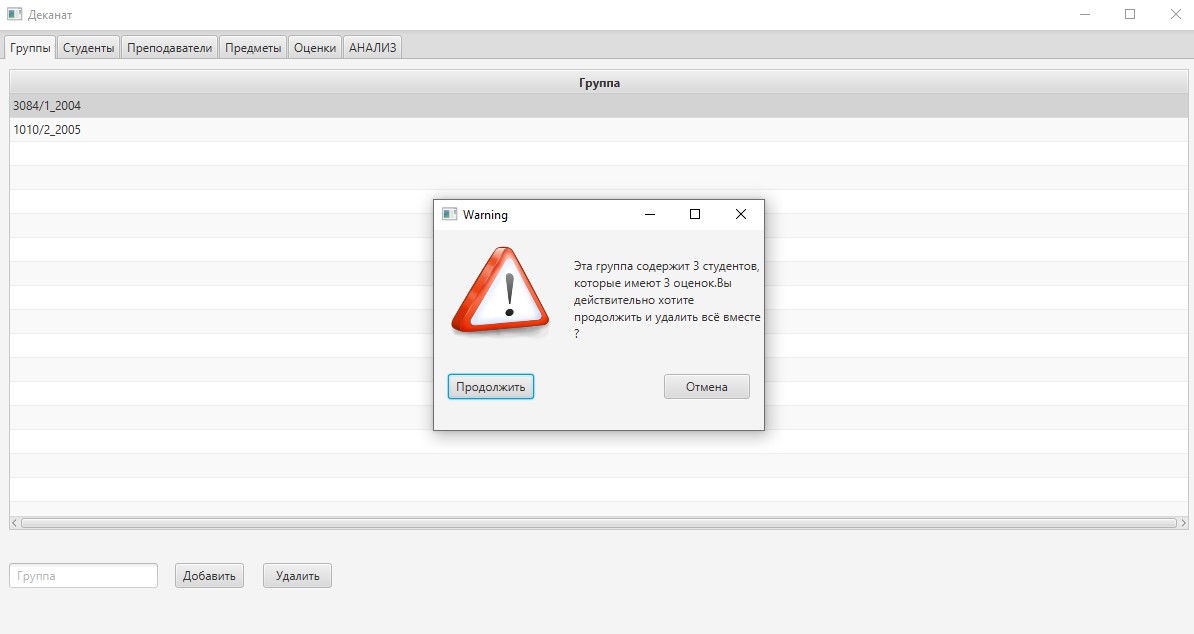 Деканат
Группы Студенты Преподаватели Предметы Оценки АНАЛИЗ
Группа
3084/1_2004
1010/2_2005
Warning
Эта группа содержит 3 студентов,
которые имеют 3 оценок.Вы
действительно хотите
продолжить и удалить всё вместе
?
Продолжить Отмена
Группа Добавить Удалить